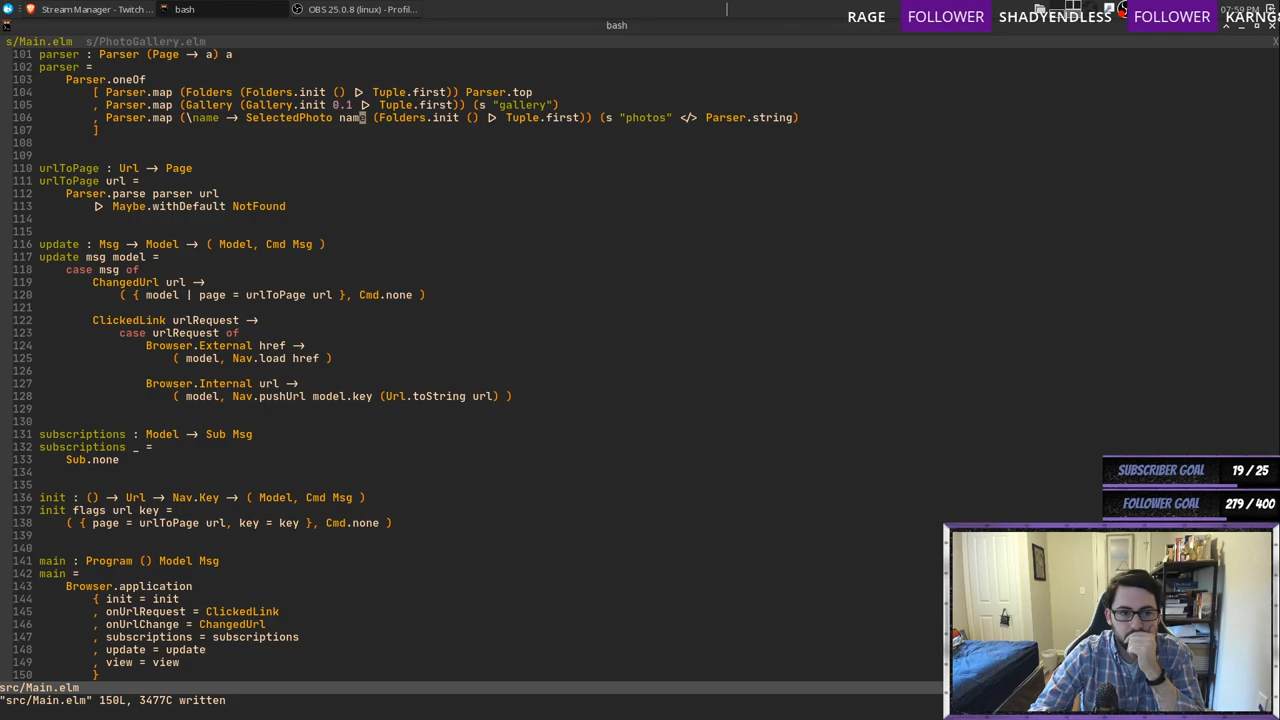 Stream Manager - Twitch
bash
OBS 25.0.8 (linux) - Profil...
07:59 PM
bash
RAGE FOLLOWER SHADYENDLESS FOLLOWER KARNG
s/Main.elm s/PhotoGallery.elm X
101 parser : Parser (Page → a) a
102 parser =
103     Parser.oneOf
104         [ Parser.map (Folders (Folders.init () ▷ Tuple.first)) Parser.top
105         , Parser.map (Gallery (Gallery.init 0.1 ▷ Tuple.first)) (s "gallery")
106         , Parser.map (\name → SelectedPhoto name (Folders.init () ▷ Tuple.first)) (s "photos" </> Parser.string)
107         ]
108
109
110 urlToPage : Url → Page
111 urlToPage url =
112     Parser.parse parser url
113         ▷ Maybe.withDefault NotFound
114
115
116 update : Msg → Model → ( Model, Cmd Msg )
117 update msg model =
118     case msg of
119         ChangedUrl url →
120             ( { model | page = urlToPage url }, Cmd.none )
121
122         ClickedLink urlRequest →
123             case urlRequest of
124                 Browser.External href →
125                     ( model, Nav.load href )
126
127                 Browser.Internal url →
128                     ( model, Nav.pushUrl model.key (Url.toString url) )
129
130
131 subscriptions : Model → Sub Msg
132 subscriptions _ =
133     Sub.none
134
135
136 init : () → Url → Nav.Key → ( Model, Cmd Msg )
137 init flags url key =
138     ( { page = urlToPage url, key = key }, Cmd.none )
139
140
141 main : Program () Model Msg
142 main =
143     Browser.application
144         { init = init
145         , onUrlRequest = ClickedLink
146         , onUrlChange = ChangedUrl
147         , subscriptions = subscriptions
148         , update = update
149         , view = view
150         }
src/Main.elm
"src/Main.elm" 150L, 3477C written
SUBSCRIBER GOAL 19 / 25
FOLLOWER GOAL 279 / 400